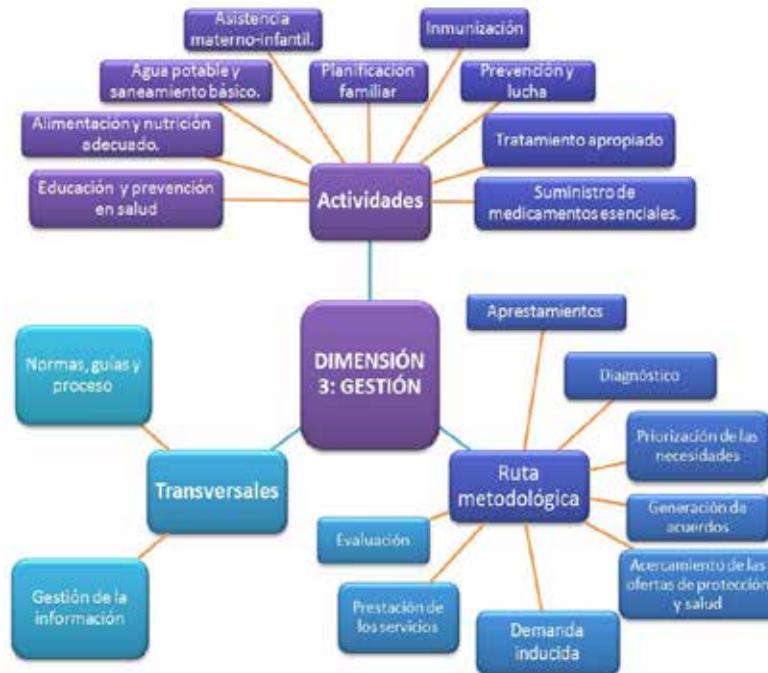 Asistencia
materno-infantil.
Inmunización
Agua potable y
saneamiento básico.
Planificacion
familiar
Prevención y
lucha
Alimentación y nutrición
adecuado.
Tratamiento apropiado
Educación y prevención
en salud
Actividades
Suministro de
medicamentos esenciales.
Aprestamientos
Normas, guías y
proceso
DIMENSIÓN
3: GESTIÓN
Diagnóstico
Priorización de las
necesidades
Transversales
Ruta
metodológica
Generación de
acuerdos
Evaluación
Acercamiento de las
ofertas de protección
y salud
Gestión de la
información
Prestación de
los servicios
Demanda
inducida